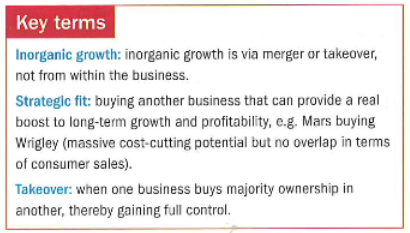 Key terms
Inorganic growth: inorganic growth is via merger or takeover,
not from within the business.
Strategic fit: buying another business that can provide a real
boost to long-term growth and profitability, e.g. Mars buying
Wrigley (massive cost-cutting potential but no overlap in terms
of consumer sales).
Takeover: when one business buys majority ownership in
another, thereby gaining full control.